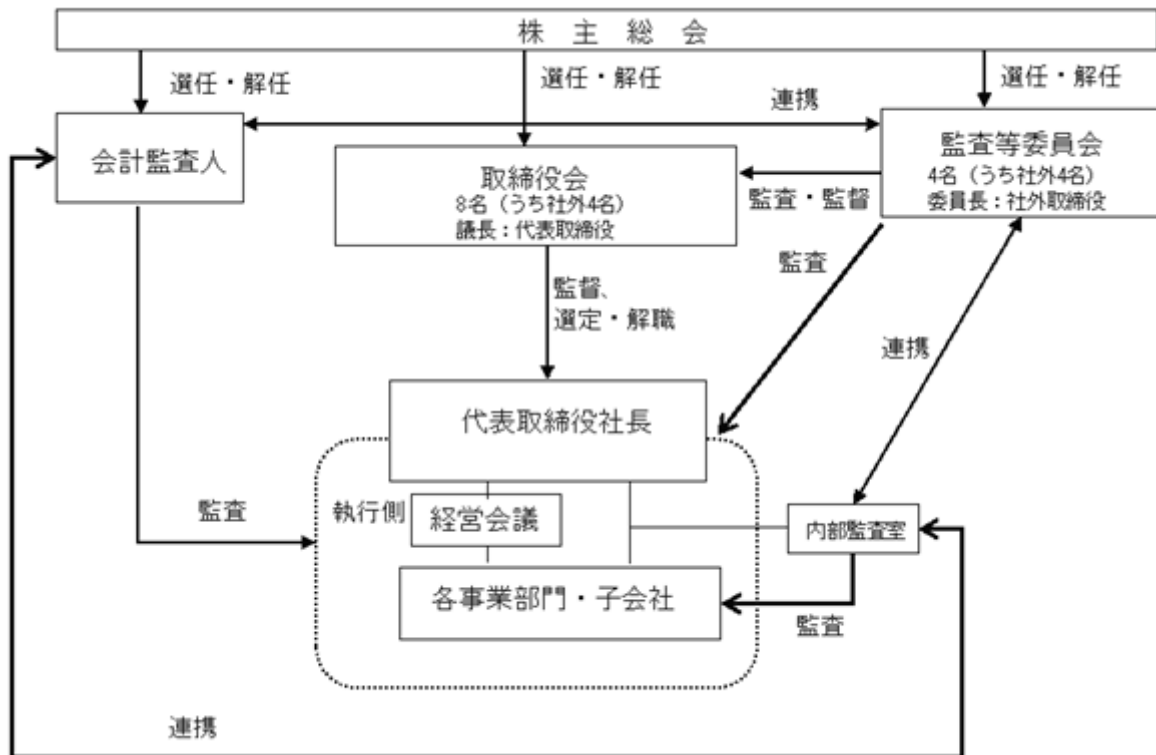 株主総会
選任・解任
選任・解任
選任・解任
連携
会計監査人
監査等委員会
4名（うち社外4名）
委員長：社外取締役
取締役会
8名（うち社外4名）
議長：代表取締役
監査・監督
監査
監督、
選定・解職
連携
代表取締役社長
監査
執行側
経営会議
内部監査室
各事業部門・子会社
監査
連携